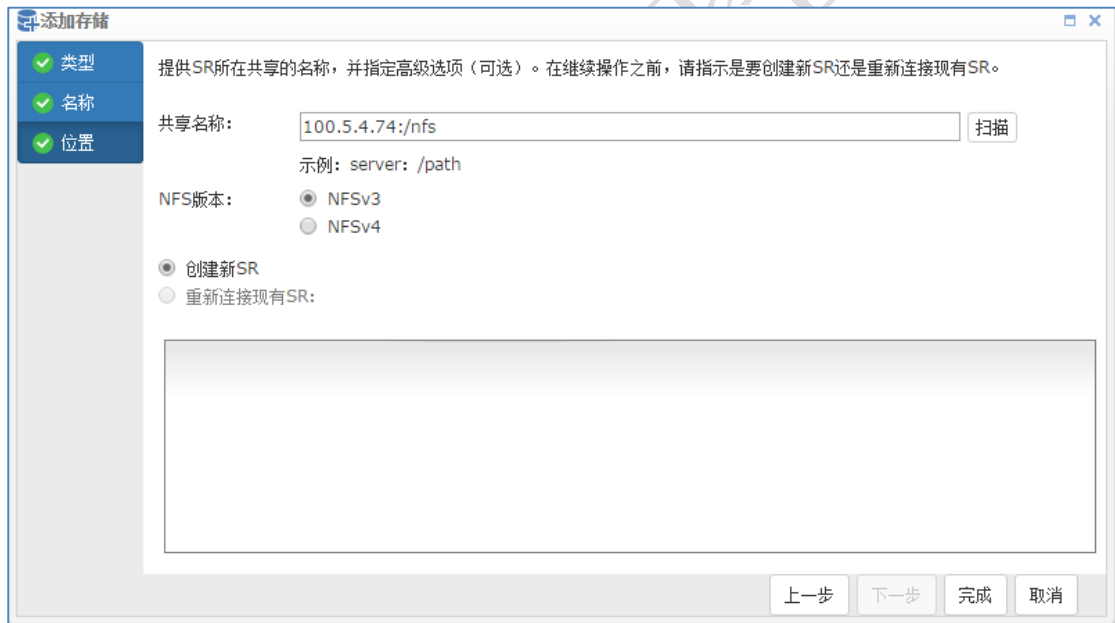 添加存储
类型
名称
位置
提供SR所在共享的名称，并指定高级选项（可选）。在继续操作之前，请指示是要创建新SR还是重新连接现有SR。
共享名称：
100.5.4.74:/nfs
扫描
示例：server：/path
NFS版本：
NFSv3
NFSv4
创建新SR
重新连接现有SR:
上一步
下一步
完成
取消